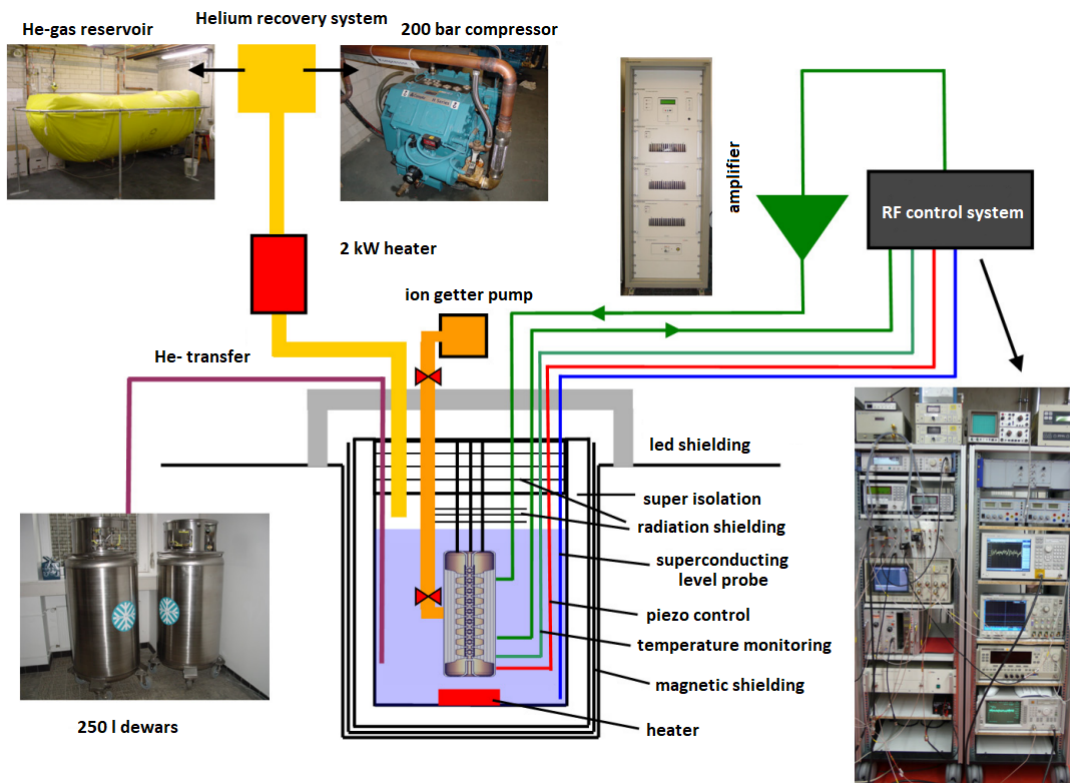 Helium recovery system
He-gas reservoir
200 bar compressor
amplifier
RF control system
2 kW heater
ion getter pump
He- transfer
led shielding
super isolation
radiation shielding
superconducting
level probe
piezo control
temperature monitoring
magnetic shielding
heater
250 l dewars